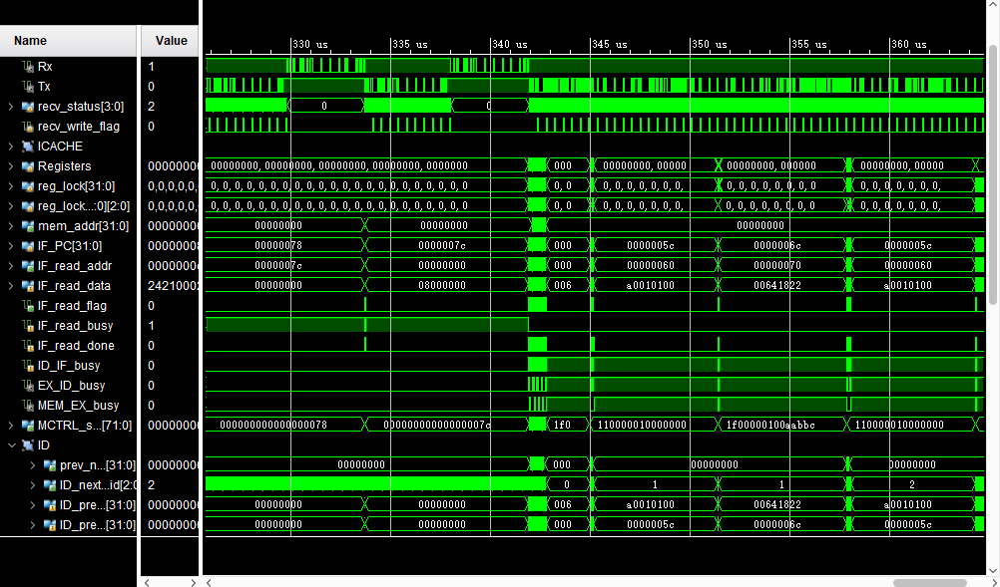 Name Value
330 us 335 us 340 us 345 us 350 us 355 us 360 us
Rx 1
Tx 0
recv_status[3:0] 2 0 0
recv_write_flag 0
ICACHE
Registers 00000000 00000000,00000000,00000000,00000000,0000000 000 00000000,00000 00000000,000000 00000000,00000
reg_lock[31:0] 0,0,0,0,0, 0,0,0,0,0,0,0,0,0,0,0,0,0,0,0,0,0,0 0,0 0,0,0,0,0,0, 0,0,0,0,0,0,0 0,0,0,0,0,0,
reg_lock...:0][2:0] 0,0,0,0,0, 0,0,0,0,0,0,0,0,0,0,0,0,0,0,0,0,0,0 0,0 0,0,0,0,0,0, 0,0,0,0,0,0,0 0,0,0,0,0,0,
mem_addr[31:0] 00000000 00000000 00000000 00000000
IF_PC[31:0] 00000078 0000007c 000 0000005c 0000006c 0000005c
IF_read_addr 0000007c 00000000 000 00000060 00000070 00000060
IF_read_data 24210002 00000000 08000000 006 a0010100 00641822 a0010100
IF_read_flag 0
IF_read_busy 1
IF_read_done 0
ID_IF_busy 0
EX_ID_busy 0
MEM_EX_busy 0
MCTRL_s...[71:0] 00000000 000000000000000078 00000000000000007c 1f0 110000010000000 1f00000100aabbc 110000010000000
ID
prev_n...[31:0] 00000000 00000000 000 00000000 00000000
ID_next...id[2:0 2 0 1 1 2
ID_pre...[31:0] 00000000 00000000 00000000 006 a0010100 00641822 a0010100
ID_pre...[31:0] 00000000 00000000 00000000 000 0000005c 0000006c 0000005c